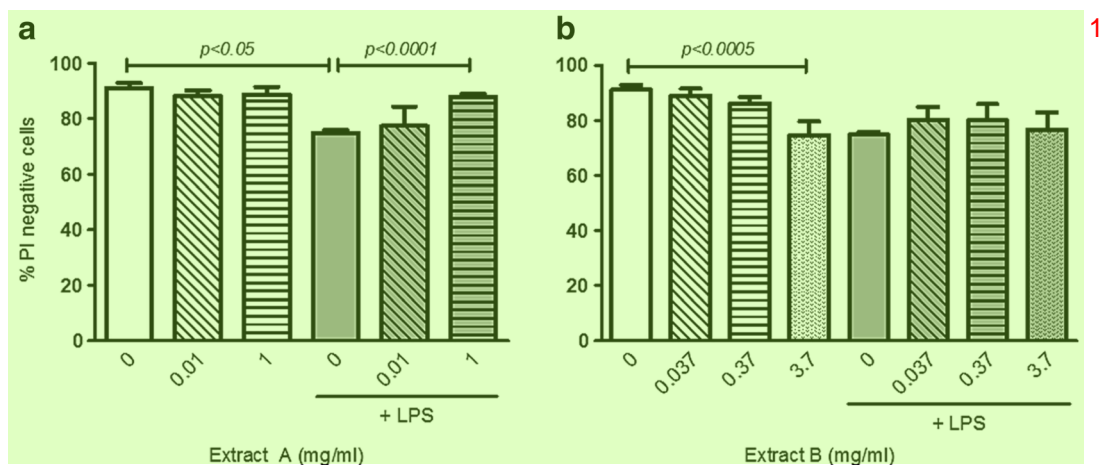 a
p<0.05
p<0.0001
100
80
60
40
20
0
% PI negative cells
0
0.01
1
0
0.01
1
+ LPS
Extract A (mg/ml)
b
p<0.0005
100
80
60
40
20
0
0
0.037
0.37
3.7
0
0.037
0.37
3.7
+ LPS
Extract B (mg/ml)
1